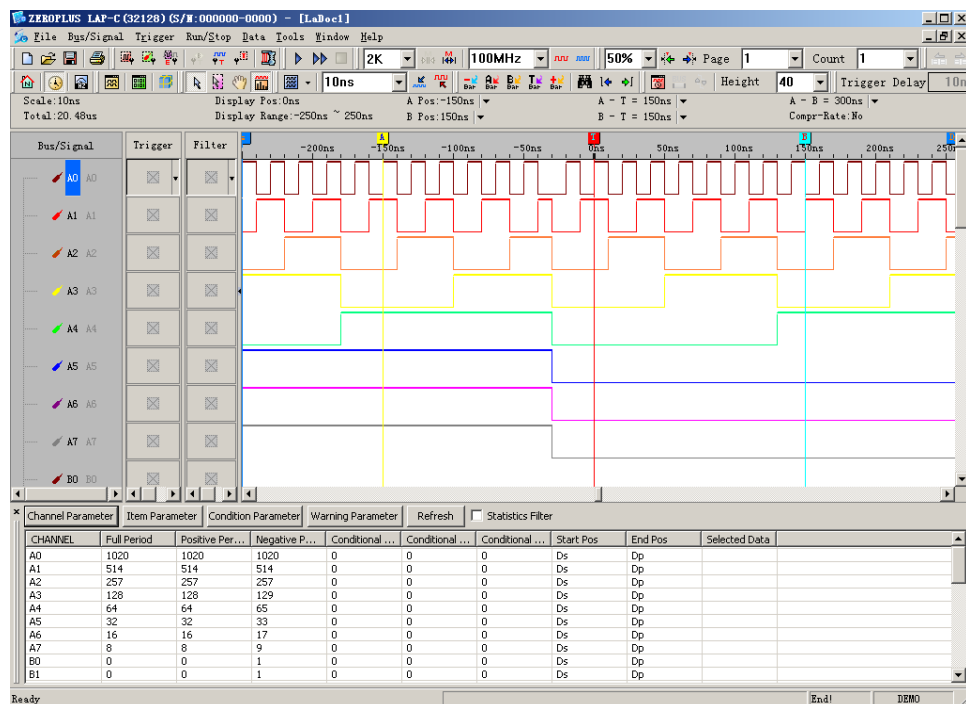 ZEROPLUS LAP-C(32128)(S/N:000000-0000) - [LaDoc1]
File Bus/Signal Trigger Run/Stop Data Tools Window Help
2K 100MHz 50% Page 1 Count 1
10ns Bar Bar Bar Bar Bar Height 40 Trigger Delay 10n
Scale:10ns Display Pos:0ns A Pos:-150ns A - T = 150ns A - B = 300ns
Total:20.48us Display Range:-250ns ~ 250ns B Pos:150ns B - T = 150ns Compr-Rate:No
Bus/Signal Trigger Filter
A T B
-200ns -150ns -100ns -50ns 0ns 50ns 100ns 150ns 200ns 250
A0 A0
A1 A1
A2 A2
A3 A3
A4 A4
A5 A5
A6 A6
A7 A7
B0 B0
Channel Parameter Item Parameter Condition Parameter Warning Parameter Refresh Statistics Filter
CHANNEL Full Period Positive Per... Negative P... Conditional ... Conditional ... Conditional ... Start Pos End Pos Selected Data
A0 1020 1020 1020 0 0 0 Ds Dp
A1 514 514 514 0 0 0 Ds Dp
A2 257 257 257 0 0 0 Ds Dp
A3 128 128 129 0 0 0 Ds Dp
A4 64 64 65 0 0 0 Ds Dp
A5 32 32 33 0 0 0 Ds Dp
A6 16 16 17 0 0 0 Ds Dp
A7 8 8 9 0 0 0 Ds Dp
B0 0 0 1 0 0 0 Ds Dp
B1 0 0 1 0 0 0 Ds Dp
Ready End! DEMO